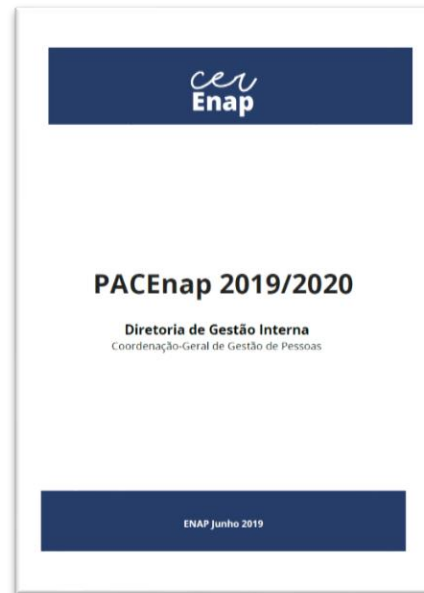 cer
Enap
PACEnap 2019/2020
Diretoria de Gestão Interna
Coordenação-Geral de Gestão de Pessoas
ENAP Junho 2019